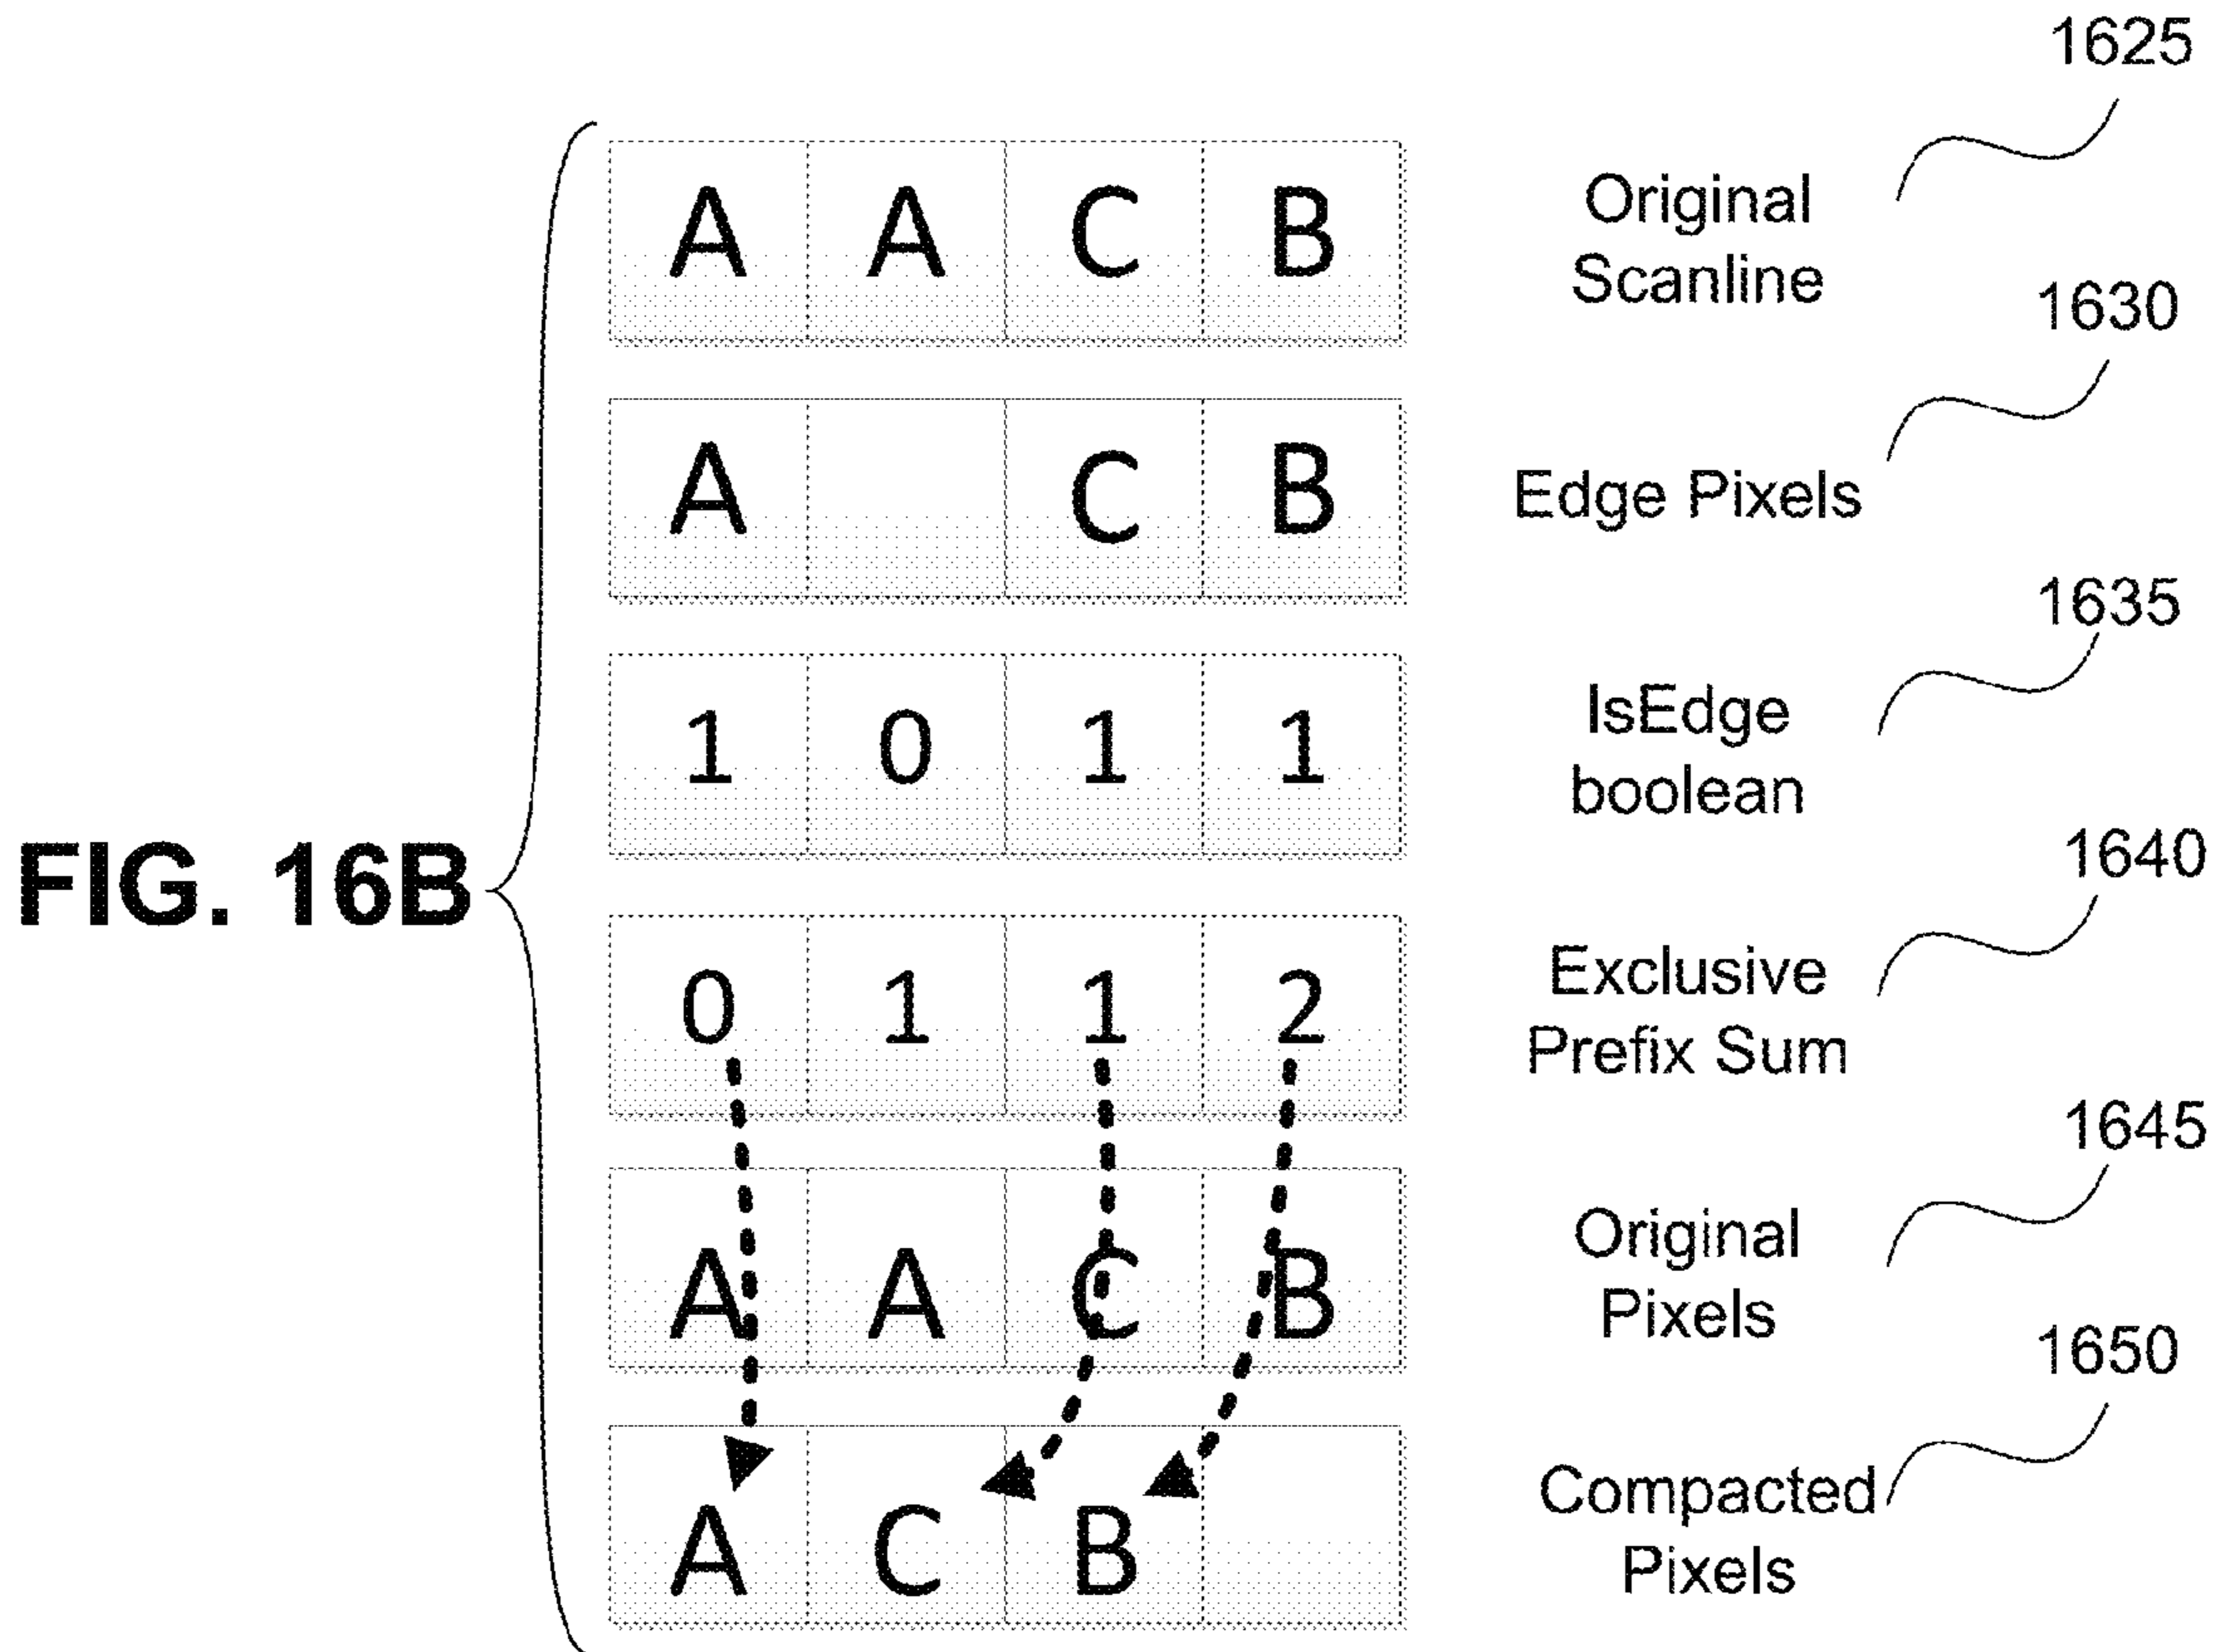 1625
A A C B
Original
Scanline
1630
A C B
Edge Pixels
1635
1 0 1 1
IsEdge
boolean
FIG. 16B
1640
0 1 1 2
Exclusive
Prefix Sum
1645
A A C B
Original
Pixels
1650
A C B
Compacted
Pixels